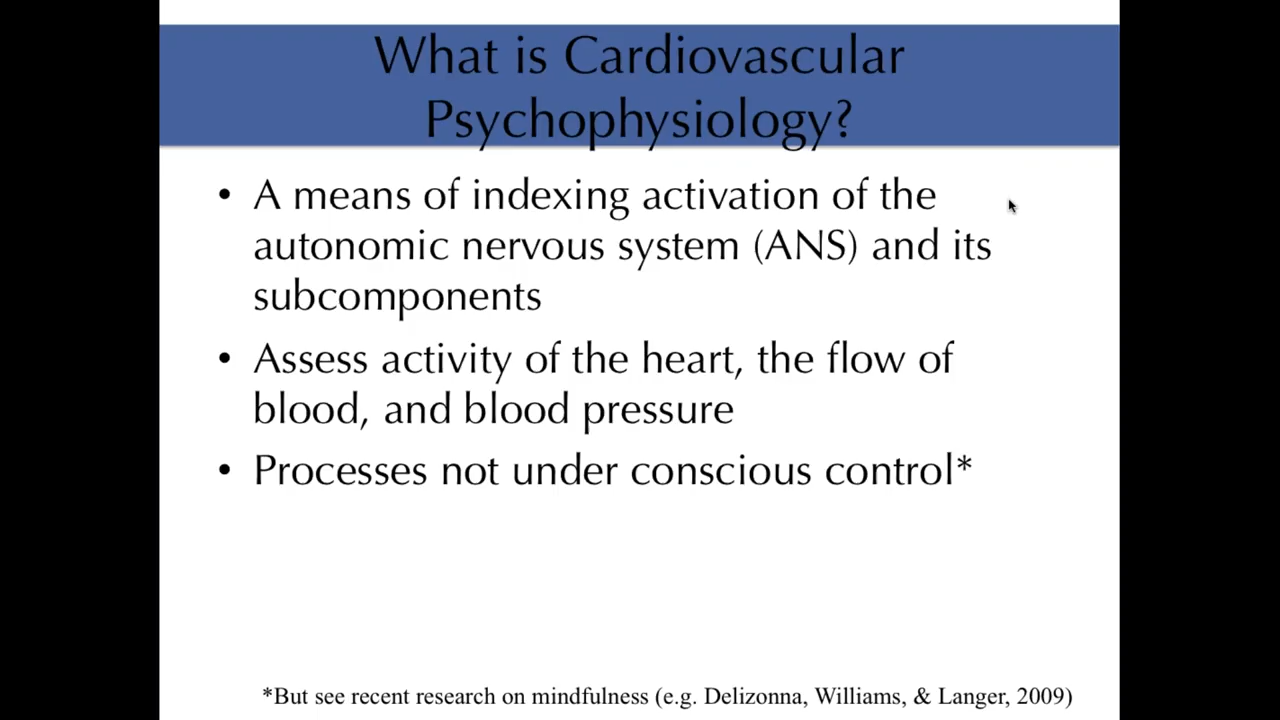 What is Cardiovascular
Psychophysiology?
• A means of indexing activation of the
autonomic nervous system (ANS) and its
subcomponents
• Assess activity of the heart, the flow of
blood, and blood pressure
• Processes not under conscious control*
*But see recent research on mindfulness (e.g. Delizonna, Williams, & Langer, 2009)